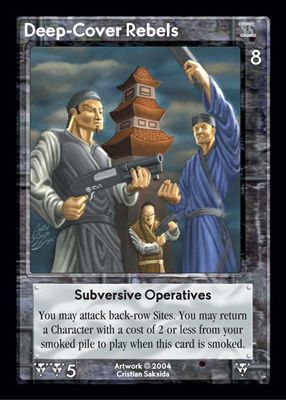 Deep-Cover Rebels
8
Subversive Operatives
You may attack back-row Sites. You may return
a Character with a cost of 2 or less from your
smoked pile to play when this card is smoked.
5
Artwork © 2004
Cristian Saksida